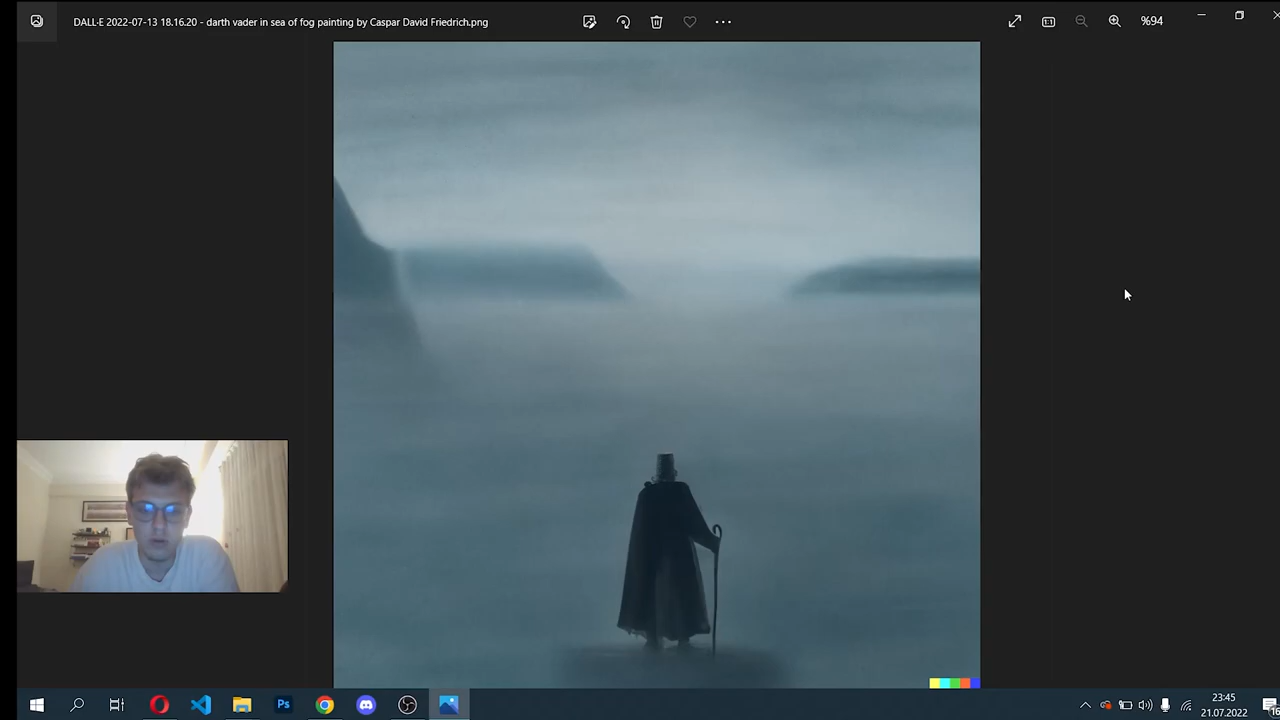 DALL·E 2022-07-13 18.16.20 - darth vader in sea of fog painting by Caspar David Friedrich.png
%94
Ps
23:45
21.07.2022